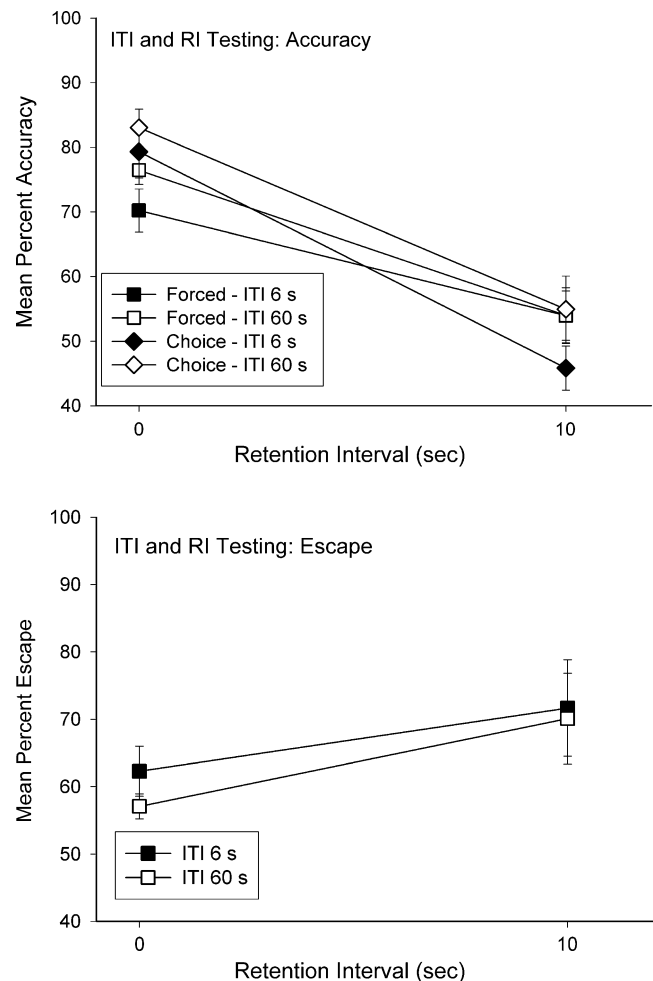 100
ITI and RI Testing: Accuracy
90
80
70
60
50
40
Mean Percent Accuracy
Forced - ITI 6 s
Forced - ITI 60 s
Choice - ITI 6 s
Choice - ITI 60 s
0
10
Retention Interval (sec)
100
ITI and RI Testing: Escape
90
80
70
60
50
40
Mean Percent Escape
ITI 6 s
ITI 60 s
0
10
Retention Interval (sec)